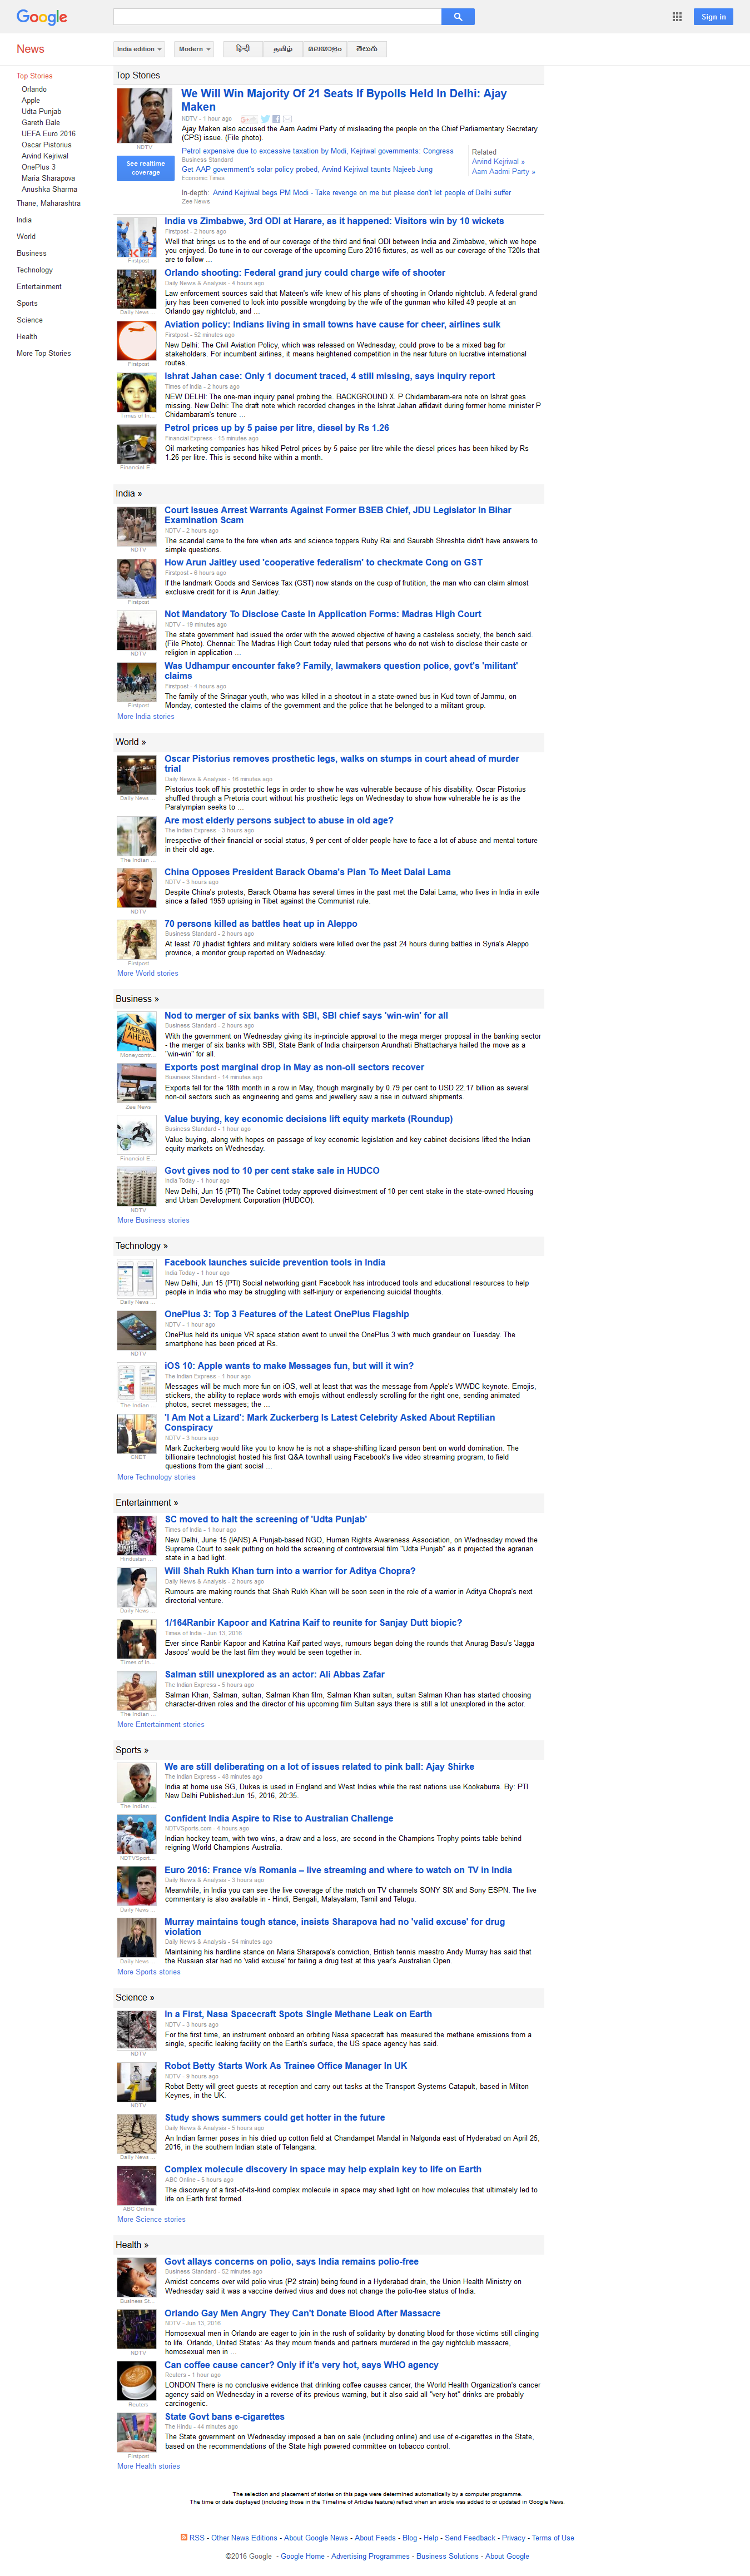 Google
Sign in
News
India edition
Modern
हिन्दी
தமிழ்
മലയാളം
తెలుగు
Top Stories
Orlando
Apple
Udta Punjab
Gareth Bale
UEFA Euro 2016
Oscar Pistorius
Arvind Kejriwal
OnePlus 3
Maria Sharapova
Anushka Sharma
Thane, Maharashtra
India
World
Business
Technology
Entertainment
Sports
Science
Health
More Top Stories
Top Stories
NDTV
See realtime
coverage
We Will Win Majority Of 21 Seats If Bypolls Held In Delhi: Ajay
Maken
NDTV - 1 hour ago
Ajay Maken also accused the Aam Aadmi Party of misleading the people on the Chief Parliamentary Secretary
(CPS) issue. (File photo).
Petrol expensive due to excessive taxation by Modi, Kejriwal governments: Congress
Business Standard
Get AAP government's solar policy probed, Arvind Kejriwal taunts Najeeb Jung
Economic Times
Related
Arvind Kejriwal »
Aam Aadmi Party »
In-depth: Arvind Kejriwal begs PM Modi - Take revenge on me but please don't let people of Delhi suffer
Zee News
India vs Zimbabwe, 3rd ODI at Harare, as it happened: Visitors win by 10 wickets
Firstpost - 2 hours ago
Well that brings us to the end of our coverage of the third and final ODI between India and Zimbabwe, which we hope
you enjoyed. Do tune in to our coverage of the upcoming Euro 2016 fixtures, as well as our coverage of the T20Is that
are to follow ...
Firstpost
Orlando shooting: Federal grand jury could charge wife of shooter
Daily News & Analysis - 4 hours ago
Law enforcement sources said that Mateen's wife knew of his plans of shooting in Orlando nightclub. A federal grand
jury has been convened to look into possible wrongdoing by the wife of the gunman who killed 49 people at an
Orlando gay nightclub, and ...
Daily News ...
Aviation policy: Indians living in small towns have cause for cheer, airlines sulk
Firstpost - 52 minutes ago
New Delhi: The Civil Aviation Policy, which was released on Wednesday, could prove to be a mixed bag for
stakeholders. For incumbent airlines, it means heightened competition in the near future on lucrative international
routes.
Firstpost
Ishrat Jahan case: Only 1 document traced, 4 still missing, says inquiry report
Times of India - 2 hours ago
NEW DELHI: The one-man inquiry panel probing the. BACKGROUND X. P Chidambaram-era note on Ishrat goes
missing. New Delhi: The draft note which recorded changes in the Ishrat Jahan affidavit during former home minister P
Chidambaram's tenure ...
Times of In...
Petrol prices up by 5 paise per litre, diesel by Rs 1.26
Financial Express - 15 minutes ago
Oil marketing companies has hiked Petrol prices by 5 paise per litre while the diesel prices has been hiked by Rs
1.26 per litre. This is second hike within a month.
Financial E...
India »
Court Issues Arrest Warrants Against Former BSEB Chief, JDU Legislator In Bihar
Examination Scam
NDTV - 2 hours ago
The scandal came to the fore when arts and science toppers Ruby Rai and Saurabh Shreshta didn't have answers to
simple questions.
NDTV
How Arun Jaitley used 'cooperative federalism' to checkmate Cong on GST
Firstpost - 6 hours ago
If the landmark Goods and Services Tax (GST) now stands on the cusp of frutition, the man who can claim almost
exclusive credit for it is Arun Jaitley.
Firstpost
Not Mandatory To Disclose Caste In Application Forms: Madras High Court
NDTV - 19 minutes ago
The state government had issued the order with the avowed objective of having a casteless society, the bench said.
(File Photo). Chennai: The Madras High Court today ruled that persons who do not wish to disclose their caste or
religion in application ...
NDTV
Was Udhampur encounter fake? Family, lawmakers question police, govt's 'militant'
claims
Firstpost - 4 hours ago
The family of the Srinagar youth, who was killed in a shootout in a state-owned bus in Kud town of Jammu, on
Monday, contested the claims of the government and the police that he belonged to a militant group.
Firstpost
More India stories
World »
Oscar Pistorius removes prosthetic legs, walks on stumps in court ahead of murder
trial
Daily News & Analysis - 16 minutes ago
Pistorius took off his prostethic legs in order to show he was vulnerable because of his disability. Oscar Pistorius
shuffled through a Pretoria court without his prosthetic legs on Wednesday to show how vulnerable he is as the
Paralympian seeks to ...
Daily News ...
Are most elderly persons subject to abuse in old age?
The Indian Express - 3 hours ago
Irrespective of their financial or social status, 9 per cent of older people have to face a lot of abuse and mental torture
in their old age.
The Indian ...
China Opposes President Barack Obama's Plan To Meet Dalai Lama
NDTV - 3 hours ago
Despite China's protests, Barack Obama has several times in the past met the Dalai Lama, who lives in India in exile
since a failed 1959 uprising in Tibet against the Communist rule.
NDTV
70 persons killed as battles heat up in Aleppo
Business Standard - 2 hours ago
At least 70 jihadist fighters and military soldiers were killed over the past 24 hours during battles in Syria's Aleppo
province, a monitor group reported on Wednesday.
Firstpost
More World stories
Business »
Nod to merger of six banks with SBI, SBI chief says 'win-win' for all
Business Standard - 2 hours ago
With the government on Wednesday giving its in-principle approval to the mega merger proposal in the banking sector
- the merger of six banks with SBI, State Bank of India chairperson Arundhati Bhattacharya hailed the move as a
"win-win" for all.
MERGER
AHEAD
Moneycontr...
Exports post marginal drop in May as non-oil sectors recover
Business Standard - 14 minutes ago
Exports fell for the 18th month in a row in May, though marginally by 0.79 per cent to USD 22.17 billion as several
non-oil sectors such as engineering and gems and jewellery saw a rise in outward shipments.
Zee News
Value buying, key economic decisions lift equity markets (Roundup)
Business Standard - 1 hour ago
Value buying, along with hopes on passage of key economic legislation and key cabinet decisions lifted the Indian
equity markets on Wednesday.
Financial E...
Govt gives nod to 10 per cent stake sale in HUDCO
India Today - 1 hour ago
New Delhi, Jun 15 (PTI) The Cabinet today approved disinvestment of 10 per cent stake in the state-owned Housing
and Urban Development Corporation (HUDCO).
NDTV
More Business stories
Technology »
Facebook launches suicide prevention tools in India
India Today - 1 hour ago
New Delhi, Jun 15 (PTI) Social networking giant Facebook has introduced tools and educational resources to help
people in India who may be struggling with self-injury or experiencing suicidal thoughts.
Daily News ...
OnePlus 3: Top 3 Features of the Latest OnePlus Flagship
NDTV - 1 hour ago
OnePlus held its unique VR space station event to unveil the OnePlus 3 with much grandeur on Tuesday. The
smartphone has been priced at Rs.
NDTV
iOS 10: Apple wants to make Messages fun, but will it win?
The Indian Express - 1 hour ago
Messages will be much more fun on iOS, well at least that was the message from Apple's WWDC keynote. Emojis,
stickers, the ability to replace words with emojis without endlessly scrolling for the right one, sending animated
photos, secret messages; the ...
The Indian ...
'I Am Not a Lizard': Mark Zuckerberg Is Latest Celebrity Asked About Reptilian
Conspiracy
NDTV - 3 hours ago
Mark Zuckerberg would like you to know he is not a shape-shifting lizard person bent on world domination. The
billionaire technologist hosted his first Q&A townhall using Facebook's live video streaming program, to field
questions from the giant social ...
CNET
More Technology stories
Entertainment »
SC moved to halt the screening of 'Udta Punjab'
Times of India - 1 hour ago
New Delhi, June 15 (IANS) A Punjab-based NGO, Human Rights Awareness Association, on Wednesday moved the
Supreme Court to seek putting on hold the screening of controversial film "Udta Punjab" as it projected the agrarian
state in a bad light.
Hindustan ...
Will Shah Rukh Khan turn into a warrior for Aditya Chopra?
Daily News & Analysis - 2 hours ago
Rumours are making rounds that Shah Rukh Khan will be soon seen in the role of a warrior in Aditya Chopra's next
directorial venture.
Daily News ...
1/164Ranbir Kapoor and Katrina Kaif to reunite for Sanjay Dutt biopic?
Times of India - Jun 13, 2016
Ever since Ranbir Kapoor and Katrina Kaif parted ways, rumours began doing the rounds that Anurag Basu's 'Jagga
Jasoos' would be the last film they would be seen together in.
Times of In...
Salman still unexplored as an actor: Ali Abbas Zafar
The Indian Express - 5 hours ago
Salman Khan, Salman, sultan, Salman Khan film, Salman Khan sultan, sultan Salman Khan has started choosing
character-driven roles and the director of his upcoming film Sultan says there is still a lot unexplored in the actor.
The Indian ...
More Entertainment stories
Sports »
We are still deliberating on a lot of issues related to pink ball: Ajay Shirke
The Indian Express - 48 minutes ago
India at home use SG, Dukes is used in England and West Indies while the rest nations use Kookaburra. By: PTI
New Delhi Published:Jun 15, 2016, 20:35.
The Indian ...
Confident India Aspire to Rise to Australian Challenge
NDTVSports.com - 4 hours ago
Indian hockey team, with two wins, a draw and a loss, are second in the Champions Trophy points table behind
reigning World Champions Australia.
NDTVSport...
Euro 2016: France v/s Romania – live streaming and where to watch on TV in India
Daily News & Analysis - 3 hours ago
Meanwhile, in India you can see the live coverage of the match on TV channels SONY SIX and Sony ESPN. The live
commentary is also available in - Hindi, Bengali, Malayalam, Tamil and Telugu.
Daily News ...
Murray maintains tough stance, insists Sharapova had no 'valid excuse' for drug
violation
Daily News & Analysis - 54 minutes ago
Maintaining his hardline stance on Maria Sharapova's conviction, British tennis maestro Andy Murray has said that
the Russian star had no 'valid excuse' for failing a drug test at this year's Australian Open.
Daily News ...
More Sports stories
Science »
In a First, Nasa Spacecraft Spots Single Methane Leak on Earth
NDTV - 3 hours ago
For the first time, an instrument onboard an orbiting Nasa spacecraft has measured the methane emissions from a
single, specific leaking facility on the Earth's surface, the US space agency has said.
NDTV
Robot Betty Starts Work As Trainee Office Manager In UK
NDTV - 9 hours ago
Robot Betty will greet guests at reception and carry out tasks at the Transport Systems Catapult, based in Milton
Keynes, in the UK.
NDTV
Study shows summers could get hotter in the future
Daily News & Analysis - 5 hours ago
An Indian farmer poses in his dried up cotton field at Chandampet Mandal in Nalgonda east of Hyderabad on April 25,
2016, in the southern Indian state of Telangana.
Daily News ...
Complex molecule discovery in space may help explain key to life on Earth
ABC Online - 5 hours ago
The discovery of a first-of-its-kind complex molecule in space may shed light on how molecules that ultimately led to
life on Earth first formed.
ABC Online
More Science stories
Health »
Govt allays concerns on polio, says India remains polio-free
Business Standard - 52 minutes ago
Amidst concerns over wild polio virus (P2 strain) being found in a Hyderabad drain, the Union Health Ministry on
Wednesday said it was a vaccine derived virus and does not change the polio-free status of India.
Business St...
Orlando Gay Men Angry They Can't Donate Blood After Massacre
NDTV - Jun 13, 2016
Homosexual men in Orlando are eager to join in the rush of solidarity by donating blood for those victims still clinging
to life. Orlando, United States: As they mourn friends and partners murdered in the gay nightclub massacre,
homosexual men in ...
NDTV
Can coffee cause cancer? Only if it's very hot, says WHO agency
Reuters - 1 hour ago
LONDON There is no conclusive evidence that drinking coffee causes cancer, the World Health Organization's cancer
agency said on Wednesday in a reverse of its previous warning, but it also said all "very hot" drinks are probably
carcinogenic.
Reuters
State Govt bans e-cigarettes
The Hindu - 44 minutes ago
The State government on Wednesday imposed a ban on sale (including online) and use of e-cigarettes in the State,
based on the recommendations of the State high powered committee on tobacco control.
Firstpost
More Health stories
The selection and placement of stories on this page were determined automatically by a computer programme.
The time or date displayed (including those in the Timeline of Articles feature) reflect when an article was added to or updated in Google News.
RSS - Other News Editions - About Google News - About Feeds - Blog - Help - Send Feedback - Privacy - Terms of Use
©2016 Google - Google Home - Advertising Programmes - Business Solutions - About Google